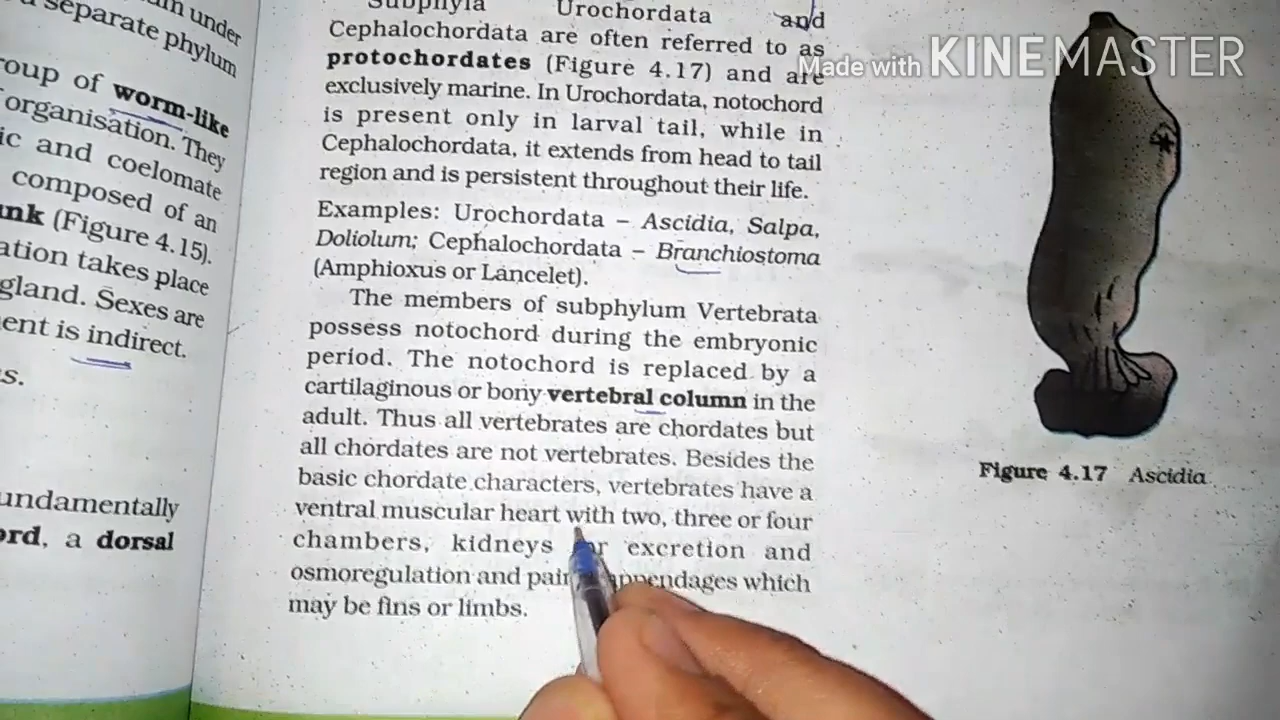 am under
separate phylum
roup of worm-like
organisation. They
ic and coelomate
composed of an
unk (Figure 4.15).
ation takes place
gland. Sexes are
ent is indirect.
s.
undamentally
ord, a dorsal
Subphyla Urochordata and
Cephalochordata are often referred to as
protochordates (Figure 4.17) and are
exclusively marine. In Urochordata, notochord
is present only in larval tail, while in
Cephalochordata, it extends from head to tail
region and is persistent throughout their life.
Examples: Urochordata – Ascidia, Salpa,
Doliolum; Cephalochordata – Branchiostoma
(Amphioxus or Lancelet).
The members of subphylum Vertebrata
possess notochord during the embryonic
period. The notochord is replaced by a
cartilaginous or bony vertebral column in the
adult. Thus all vertebrates are chordates but
all chordates are not vertebrates. Besides the
basic chordate characters, vertebrates have a
ventral muscular heart with two, three or four
chambers, kidneys for excretion and
osmoregulation and paired appendages which
may be fins or limbs.
Made with KINEMASTER
Figure 4.17 Ascidia